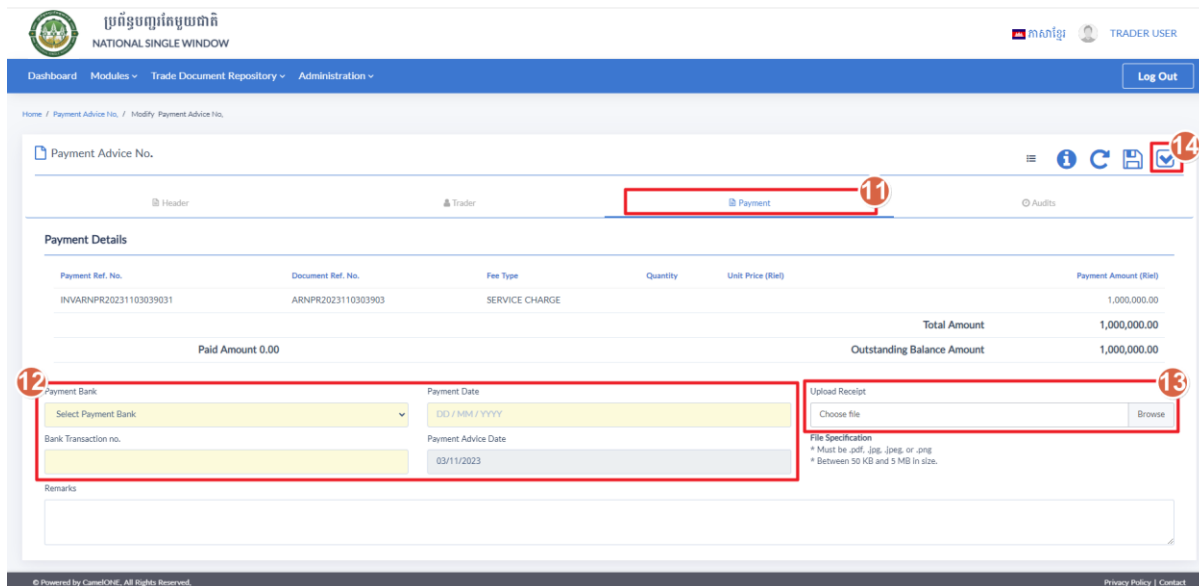 ប្រព័ន្ធបញ្ជរតែមួយជាតិ
NATIONAL SINGLE WINDOW
ភាសាខ្មែរ TRADER USER
Dashboard Modules Trade Document Repository Administration Log Out
Home / Payment Advice No. / Modify Payment Advice No.
Payment Advice No. 14
11
Header Trader Payment Audits
Payment Details
Payment Ref. No. Document Ref. No. Fee Type Quantity Unit Price (Riel) Payment Amount (Riel)
INVARNPR20231103039031 ARNPR2023110303903 SERVICE CHARGE 1,000,000.00
Total Amount 1,000,000.00
Paid Amount 0.00 Outstanding Balance Amount 1,000,000.00
12 13
Payment Bank Payment Date Upload Receipt
Select Payment Bank DD / MM / YYYY Choose file Browse
Bank Transaction no. Payment Advice Date File Specification
* Must be .pdf, .jpg, .jpeg, or .png
03/11/2023 * Between 50 KB and 5 MB in size.
Remarks
© Powered by CamelONE, All Rights Reserved. Privacy Policy | Contact